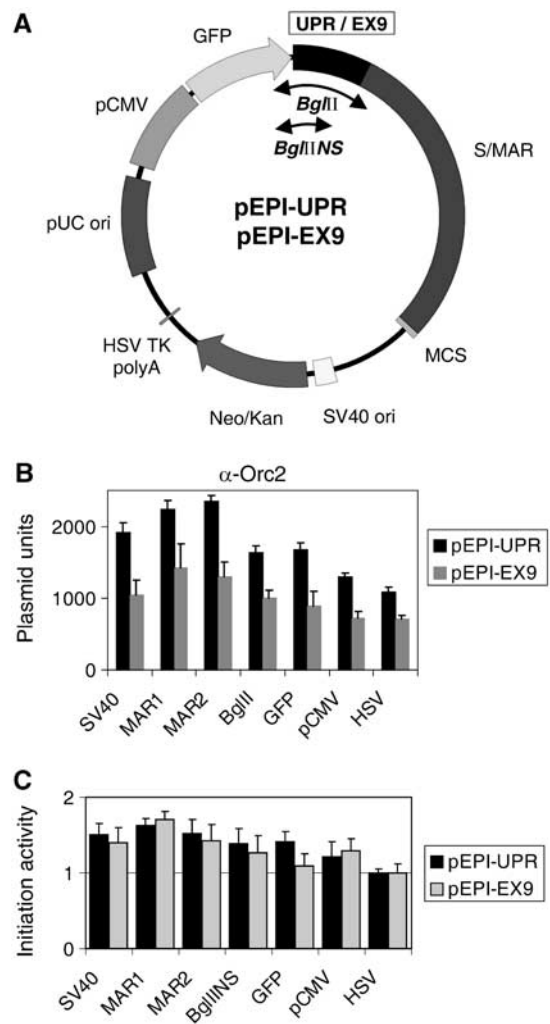 A
UPR / EX9
GFP
BglII
pCMV
BglIINS
S/MAR
pUC ori
pEPI-UPR
pEPI-EX9
HSV TK
polyA
MCS
Neo/Kan
SV40 ori
B
α-Orc2
Plasmid units
2000
1000
0
pEPI-UPR
pEPI-EX9
SV40
MAR1
MAR2
BglII
GFP
pCMV
HSV
C
Initiation activity
2
1
0
pEPI-UPR
pEPI-EX9
SV40
MAR1
MAR2
BglIINS
GFP
pCMV
HSV